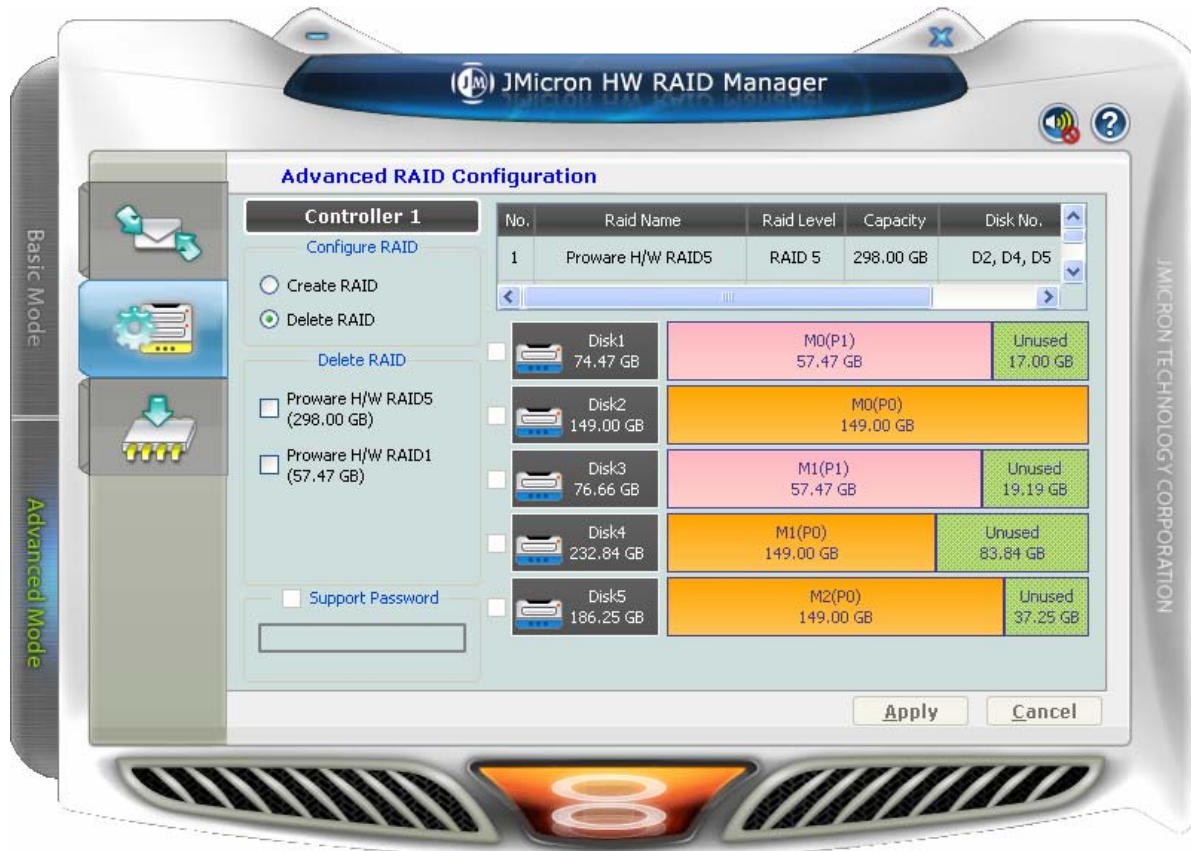 JM JMicron HW RAID Manager
Basic Mode
Advanced Mode
JMICRON TECHNOLOGY CORPORATION
Advanced RAID Configuration
Controller 1
Configure RAID
Create RAID
Delete RAID
Delete RAID
Proware H/W RAID5
(298.00 GB)
Proware H/W RAID1
(57.47 GB)
Support Password
No. Raid Name Raid Level Capacity Disk No.
1 Proware H/W RAID5 RAID 5 298.00 GB D2, D4, D5
Disk1
74.47 GB
M0(P1)
57.47 GB
Unused
17.00 GB
Disk2
149.00 GB
M0(P0)
149.00 GB
Disk3
76.66 GB
M1(P1)
57.47 GB
Unused
19.19 GB
Disk4
232.84 GB
M1(P0)
149.00 GB
Unused
83.84 GB
Disk5
186.25 GB
M2(P0)
149.00 GB
Unused
37.25 GB
Apply
Cancel